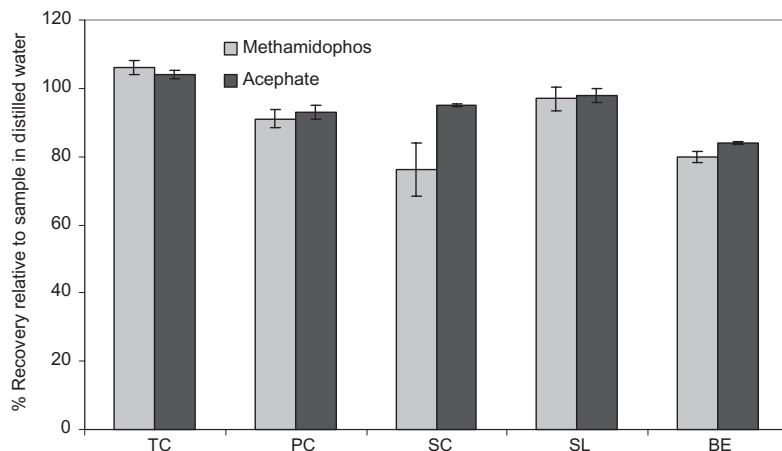 % Recovery relative to sample in distilled water
120
100
80
60
40
20
0
Methamidophos
Acephate
TC PC SC SL BE